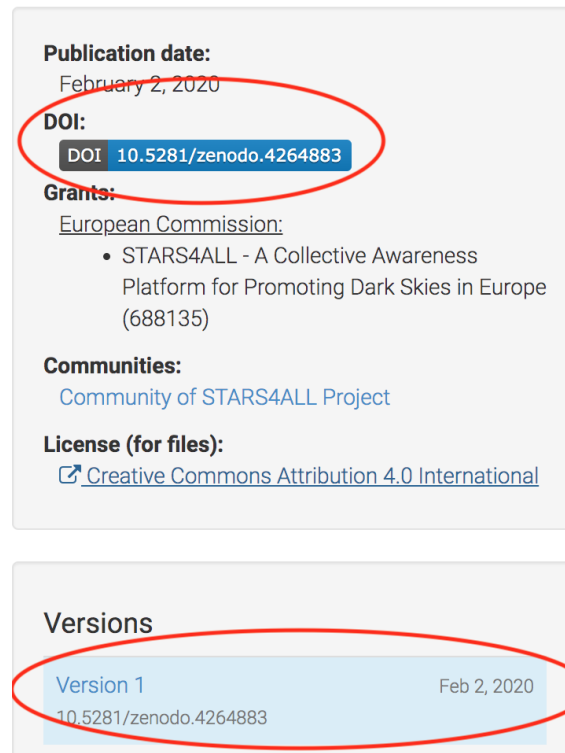 Publication date:
February 2, 2020
DOI:
DOI 10.5281/zenodo.4264883
Grants:
European Commission:
• STARS4ALL - A Collective Awareness
Platform for Promoting Dark Skies in Europe
(688135)
Communities:
Community of STARS4ALL Project
License (for files):
Creative Commons Attribution 4.0 International
Versions
Version 1 Feb 2, 2020
10.5281/zenodo.4264883